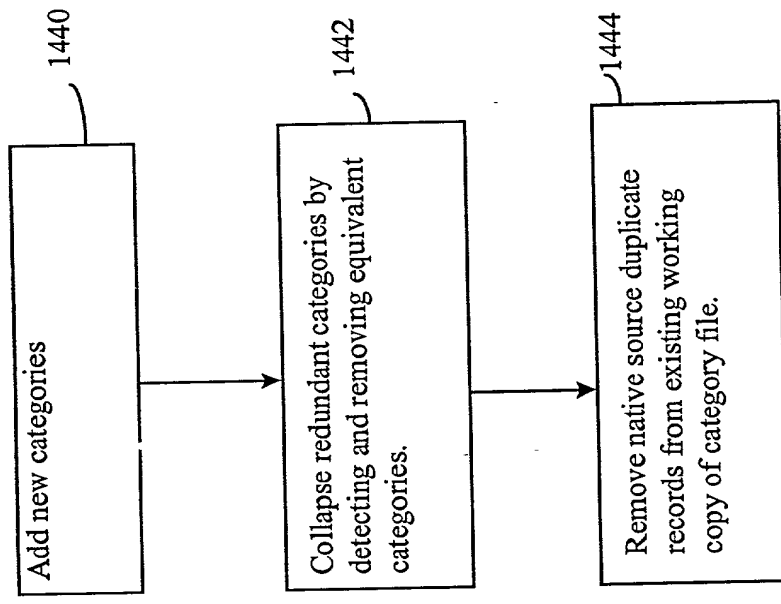 Add new categories
1440
Collapse redundant categories by
detecting and removing equivalent
categories.
1442
Remove native source duplicate
records from existing working
copy of category file.
1444